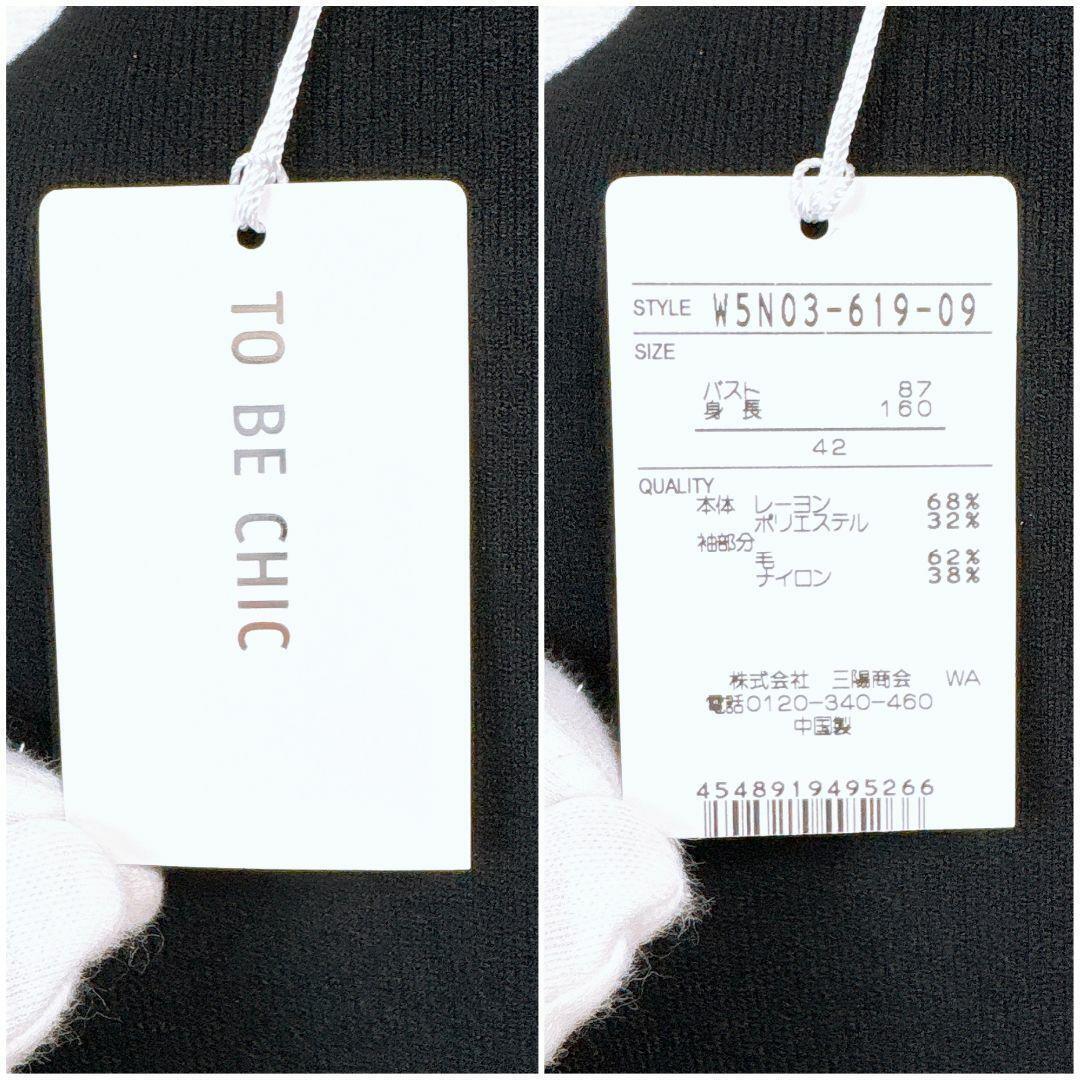 TO BE CHIC
STYLE W5N03-619-09
SIZE
バスト 87
身長 160
42
QUALITY
本体 レーヨン 68%
ポリエステル 32%
袖部分
毛 62%
ナイロン 38%
株式会社 三陽商会 WA
電話0120-340-460
中国製
4548919495266